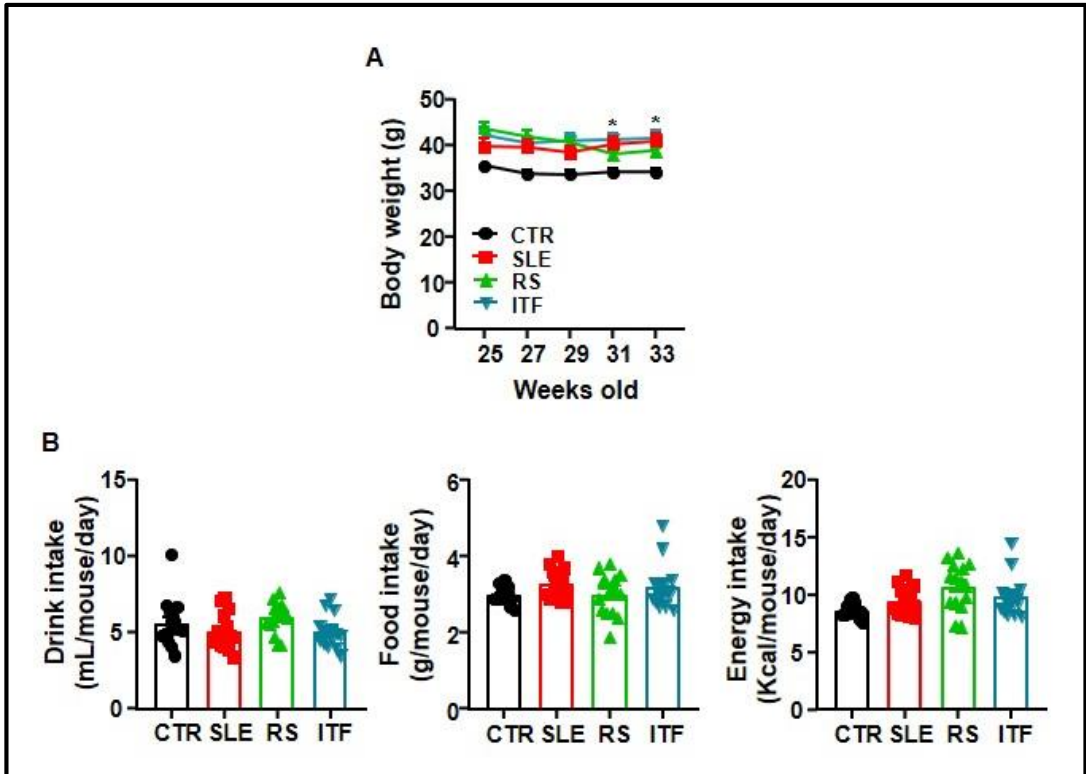 A
Body weight (g)
50
40
30
20
10
0
* *
CTR
SLE
RS
ITF
25 27 29 31 33
Weeks old
B
Drink intake
(mL/mouse/day)
15
10
5
0
CTR SLE RS ITF
Food intake
(g/mouse/day)
6
4
2
0
CTR SLE RS ITF
Energy intake
(Kcal/mouse/day)
20
15
10
5
0
CTR SLE RS ITF